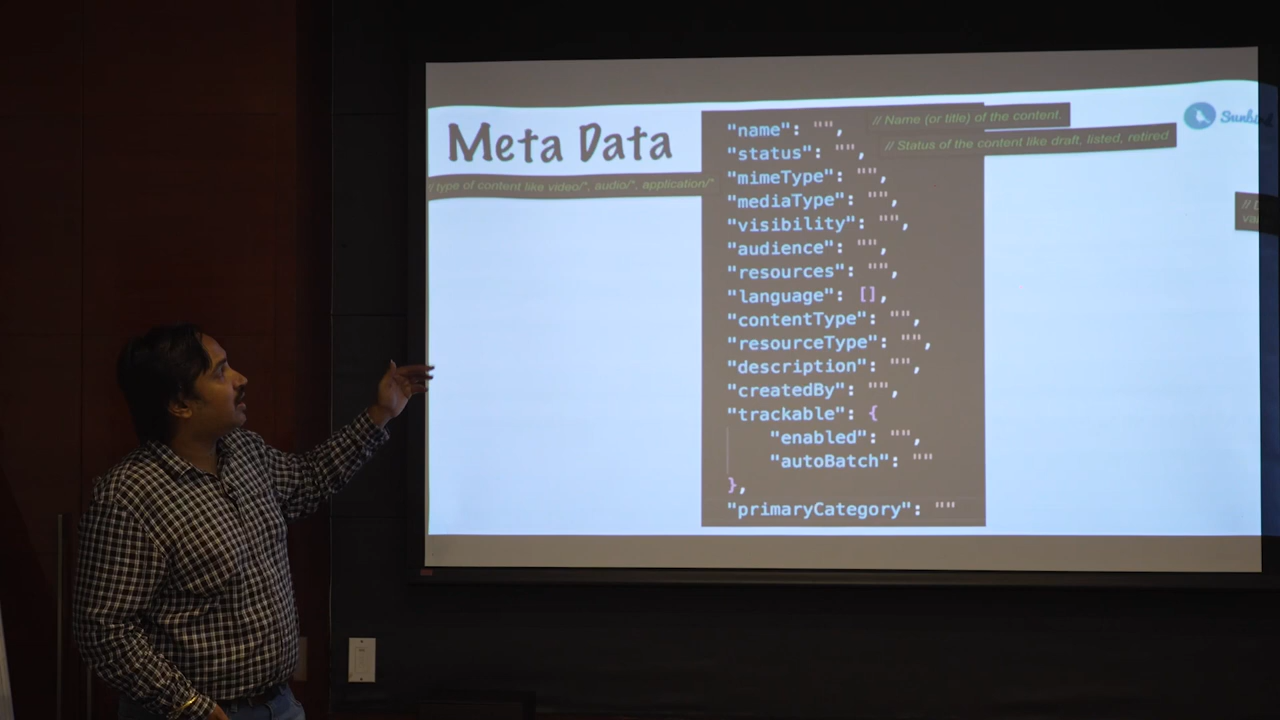 Meta Data
type of content like video/*, audio/*, application/*
"name": "",
// Name (or title) of the content.
"status": "",
// Status of the content like draft, listed, retired
"mimeType": "",
"mediaType": "",
"visibility": "",
"audience": "",
"resources": "",
"language": [],
"contentType": "",
"resourceType": "",
"description": "",
"createdBy": "",
"trackable": {
"enabled": "",
"autoBatch": ""
},
"primaryCategory": ""
Sunbird
//